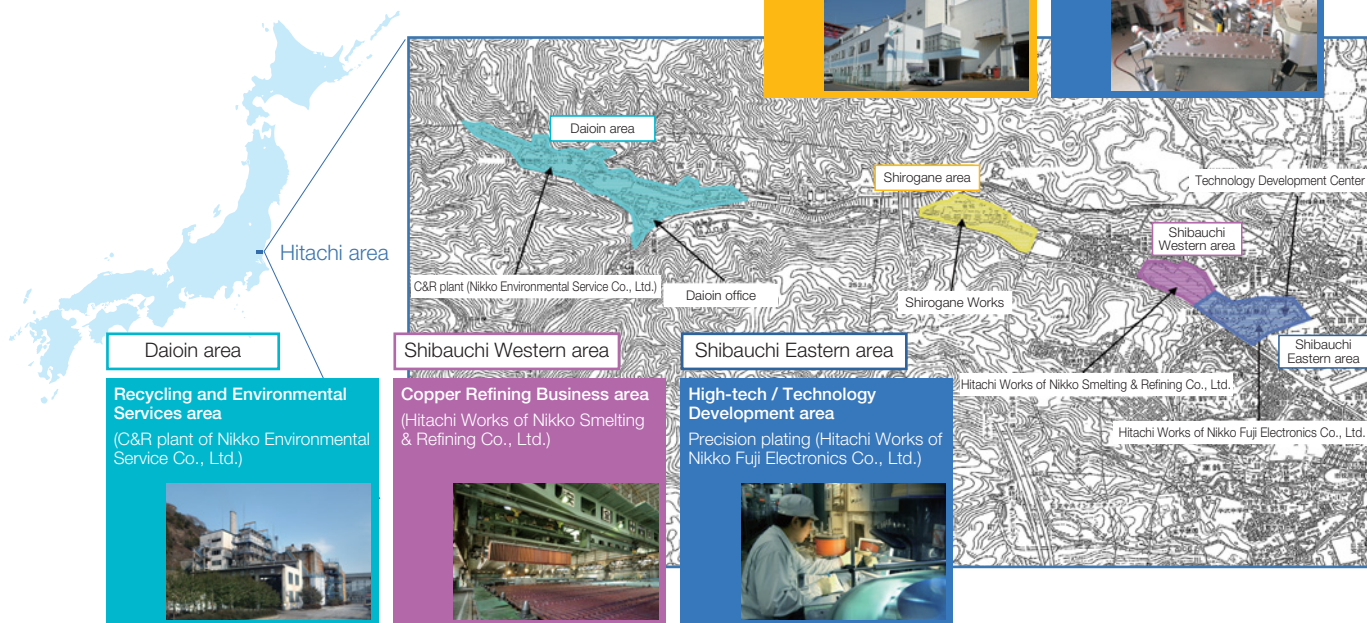 Daioin area
Shirogane area
Technology Development Center
Shibauchi
Western area
Hitachi area
C&R plant (Nikko Environmental Service Co., Ltd.)
Daioin office
Shirogane Works
Shibauchi
Eastern area
Hitachi Works of Nikko Smelting & Refining Co., Ltd.
Hitachi Works of Nikko Fuji Electronics Co., Ltd.
Daioin area
Recycling and Environmental
Services area
(C&R plant of Nikko Environmental
Service Co., Ltd.)
Shibauchi Western area
Copper Refining Business area
(Hitachi Works of Nikko Smelting
& Refining Co., Ltd.)
Shibauchi Eastern area
High-tech / Technology
Development area
Precision plating (Hitachi Works of
Nikko Fuji Electronics Co., Ltd.)